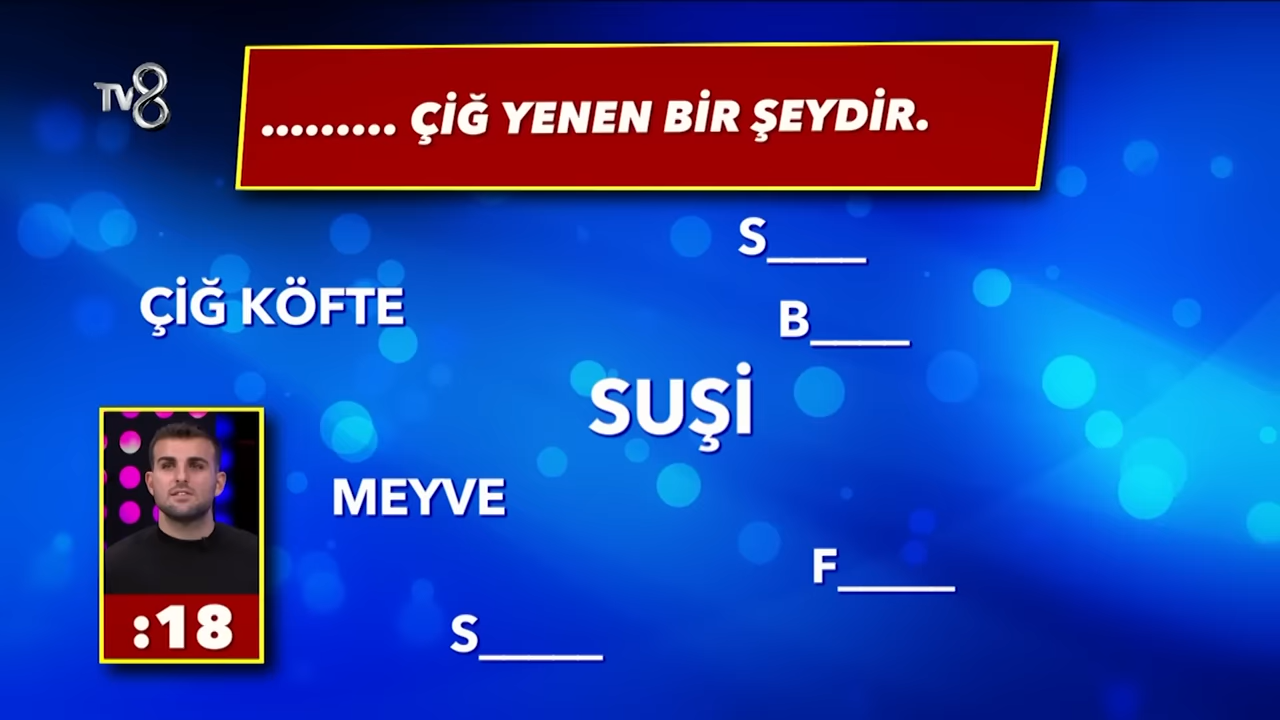 TV8
......... ÇİĞ YENEN BİR ŞEYDİR.
S____
ÇİĞ KÖFTE
B____
SUŞİ
MEYVE
F_____
S_____
:18